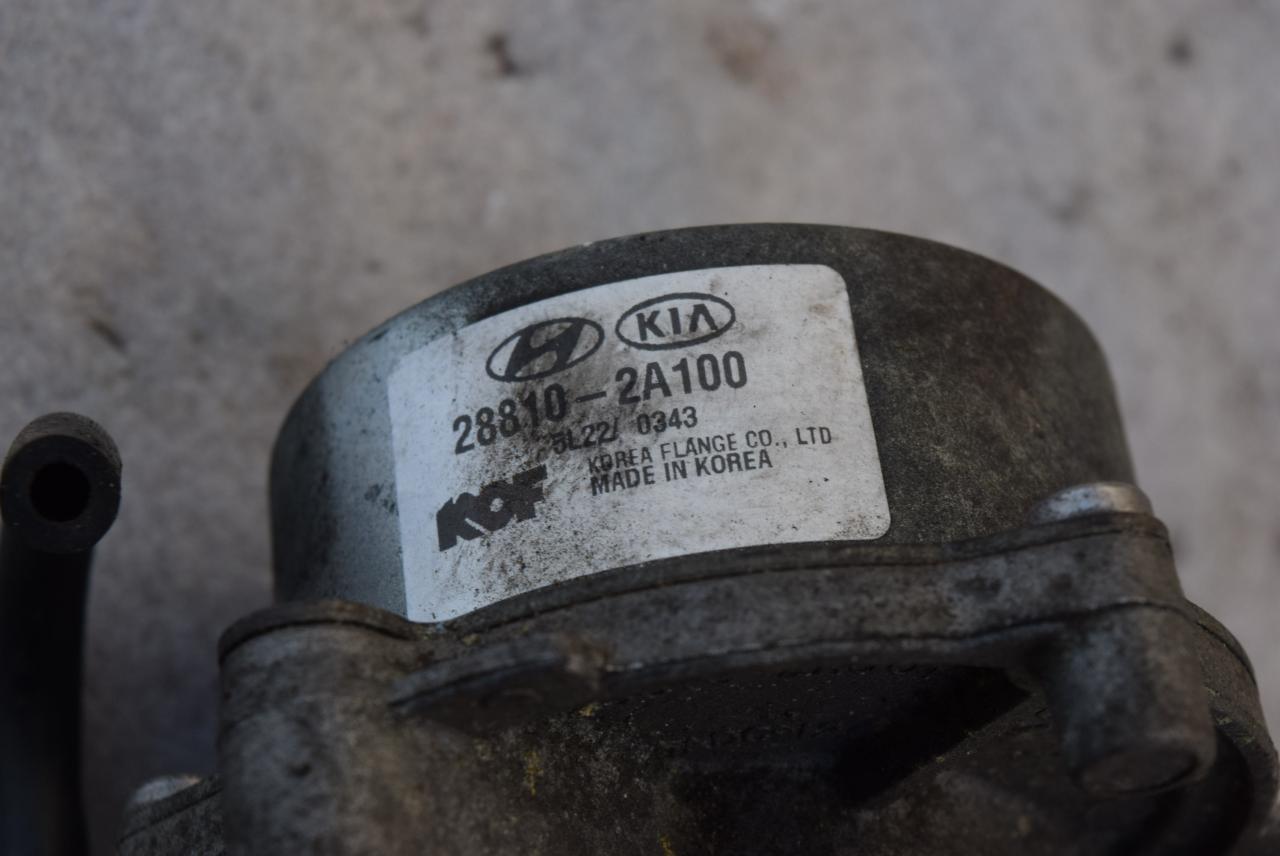 KIA
28810-2A100
5L22/ 0343
KOREA FLANGE CO., LTD
MADE IN KOREA
KOF